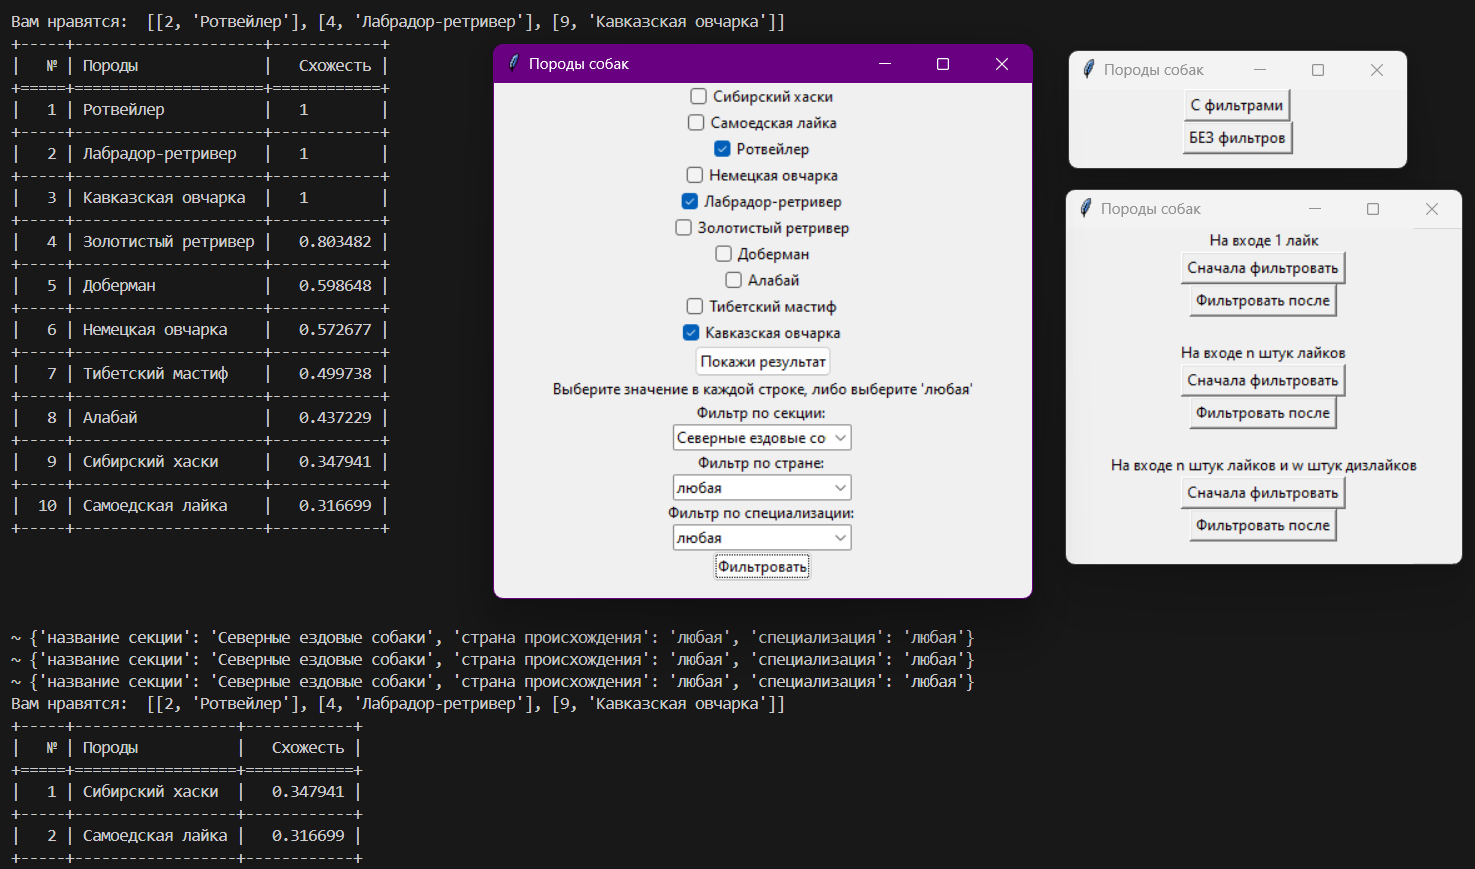 Вам нравятся:  [[2, 'Ротвейлер'], [4, 'Лабрадор-ретривер'], [9, 'Кавказская овчарка']]
+-----+---------------------+------------+
|   № | Породы              |   Схожесть |
+=====+=====================+============+
|   1 | Ротвейлер           |   1        |
+-----+---------------------+------------+
|   2 | Лабрадор-ретривер   |   1        |
+-----+---------------------+------------+
|   3 | Кавказская овчарка  |   1        |
+-----+---------------------+------------+
|   4 | Золотистый ретривер |   0.803482 |
+-----+---------------------+------------+
|   5 | Доберман            |   0.598648 |
+-----+---------------------+------------+
|   6 | Немецкая овчарка    |   0.572677 |
+-----+---------------------+------------+
|   7 | Тибетский мастиф    |   0.499738 |
+-----+---------------------+------------+
|   8 | Алабай              |   0.437229 |
+-----+---------------------+------------+
|   9 | Сибирский хаски     |   0.347941 |
+-----+---------------------+------------+
|  10 | Самоедская лайка    |   0.316699 |
+-----+---------------------+------------+
Породы собак
Сибирский хаски
Самоедская лайка
Ротвейлер
Немецкая овчарка
Лабрадор-ретривер
Золотистый ретривер
Доберман
Алабай
Тибетский мастиф
Кавказская овчарка
Покажи результат
Выберите значение в каждой строке, либо выберите 'любая'
Фильтр по секции:
Северные ездовые со
Фильтр по стране:
любая
Фильтр по специализации:
любая
Фильтровать
Породы собак
С фильтрами
БЕЗ фильтров
Породы собак
На входе 1 лайк
Сначала фильтровать
Фильтровать после
На входе n штук лайков
Сначала фильтровать
Фильтровать после
На входе n штук лайков и w штук дизлайков
Сначала фильтровать
Фильтровать после
~ {'название секции': 'Северные ездовые собаки', 'страна происхождения': 'любая', 'специализация': 'любая'}
~ {'название секции': 'Северные ездовые собаки', 'страна происхождения': 'любая', 'специализация': 'любая'}
~ {'название секции': 'Северные ездовые собаки', 'страна происхождения': 'любая', 'специализация': 'любая'}
Вам нравятся:  [[2, 'Ротвейлер'], [4, 'Лабрадор-ретривер'], [9, 'Кавказская овчарка']]
+-----+------------------+------------+
|   № | Породы           |   Схожесть |
+=====+==================+============+
|   1 | Сибирский хаски  |   0.347941 |
+-----+------------------+------------+
|   2 | Самоедская лайка |   0.316699 |
+-----+------------------+------------+